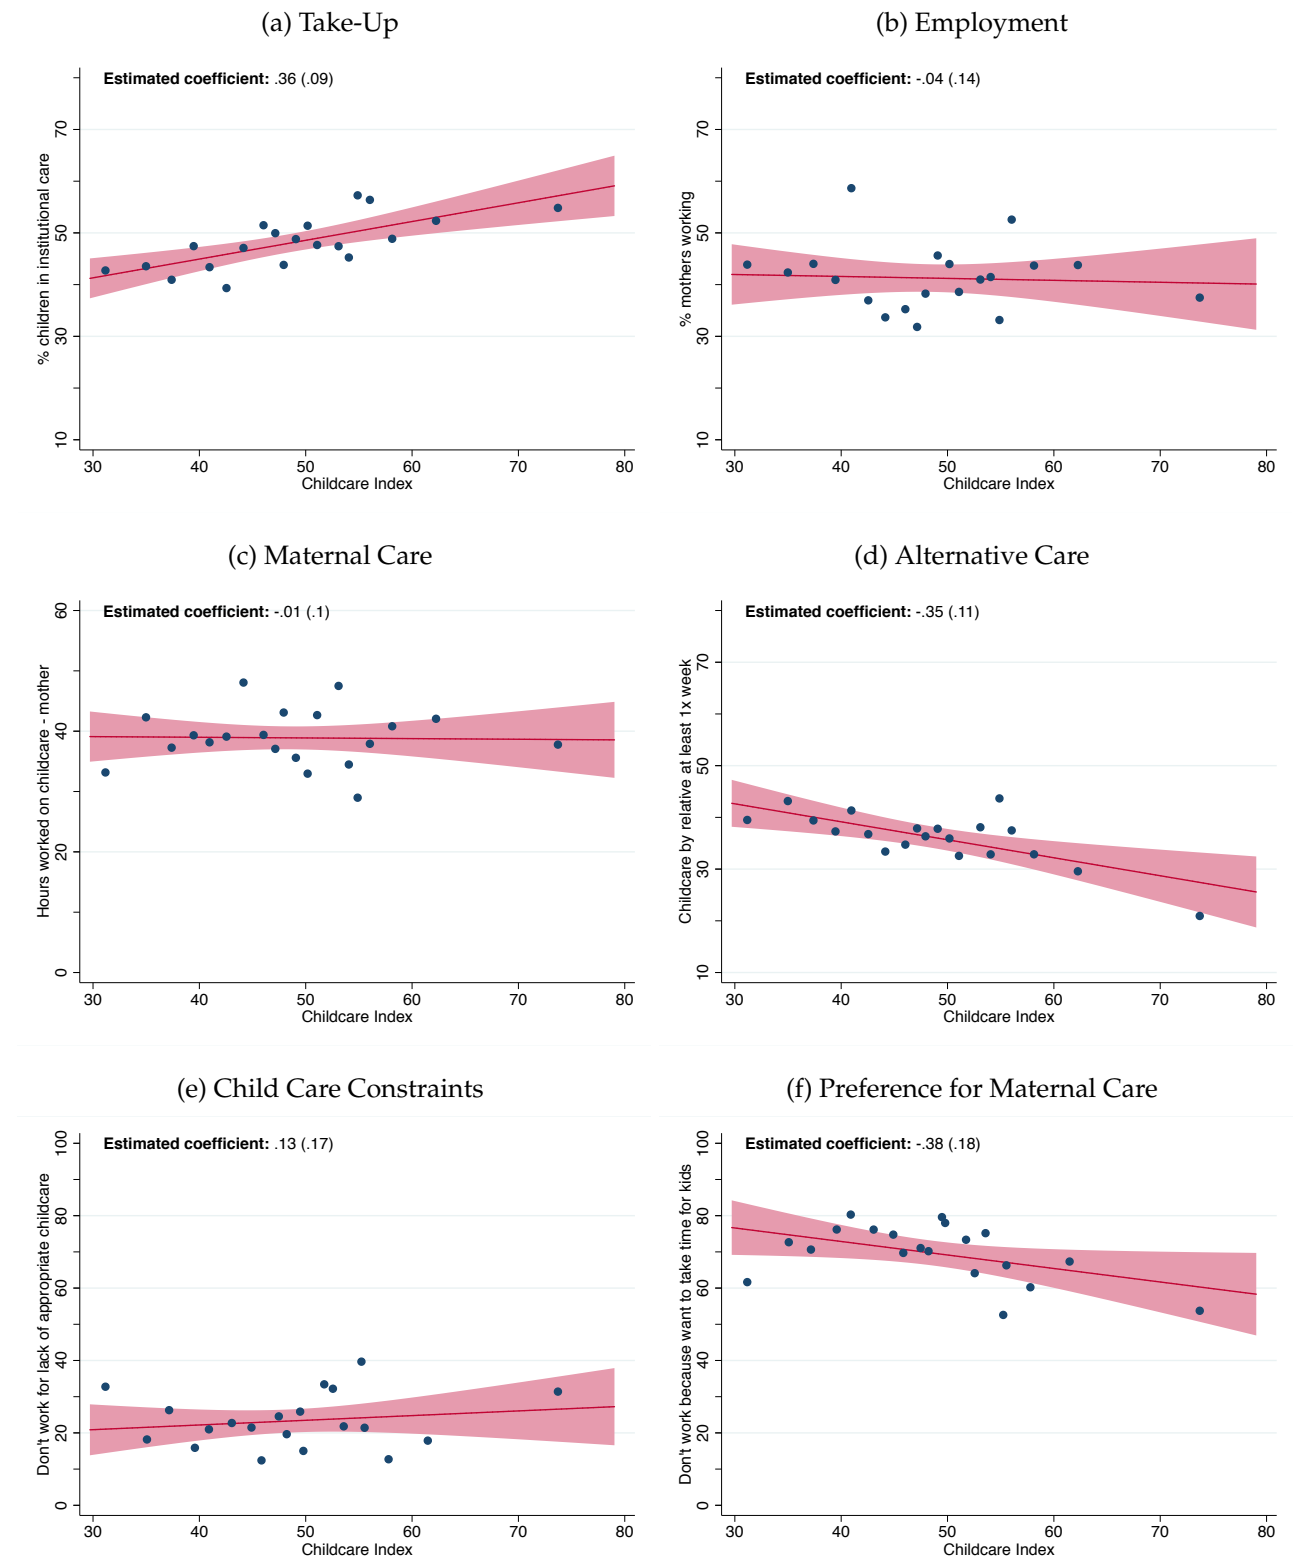 (a) Take-Up
Estimated coefficient: .36 (.09)
% children in institutional care
70
50
30
10
30 40 50 60 70 80
Childcare Index
(b) Employment
Estimated coefficient: -.04 (.14)
% mothers working
70
50
30
10
30 40 50 60 70 80
Childcare Index
(c) Maternal Care
Estimated coefficient: -.01 (.1)
Hours worked on childcare - mother
60
40
20
0
30 40 50 60 70 80
Childcare Index
(d) Alternative Care
Estimated coefficient: -.35 (.11)
Childcare by relative at least 1x week
70
50
30
10
30 40 50 60 70 80
Childcare Index
(e) Child Care Constraints
Estimated coefficient: .13 (.17)
Don't work for lack of appropriate childcare
100
80
60
40
20
0
30 40 50 60 70 80
Childcare Index
(f) Preference for Maternal Care
Estimated coefficient: -.38 (.18)
Don't work because want to take time for kids
100
80
60
40
20
0
30 40 50 60 70 80
Childcare Index